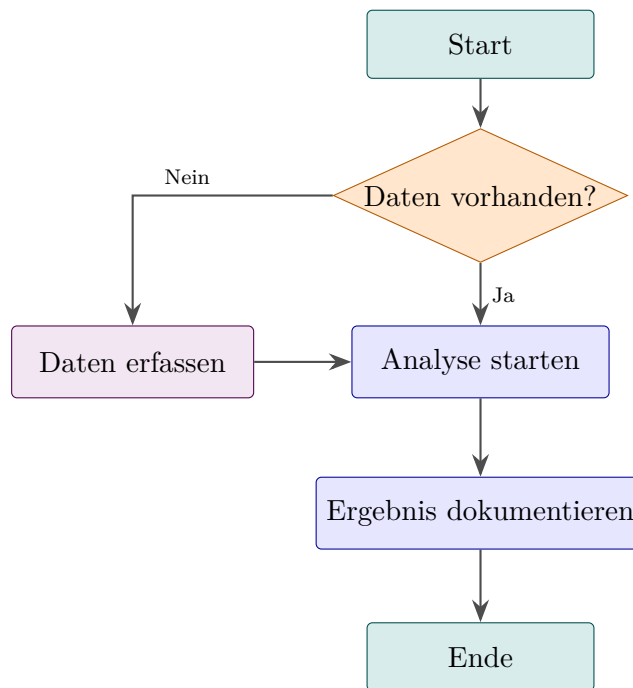 Start
Daten vorhanden?
Nein
Ja
Daten erfassen
Analyse starten
Ergebnis dokumentieren
Ende